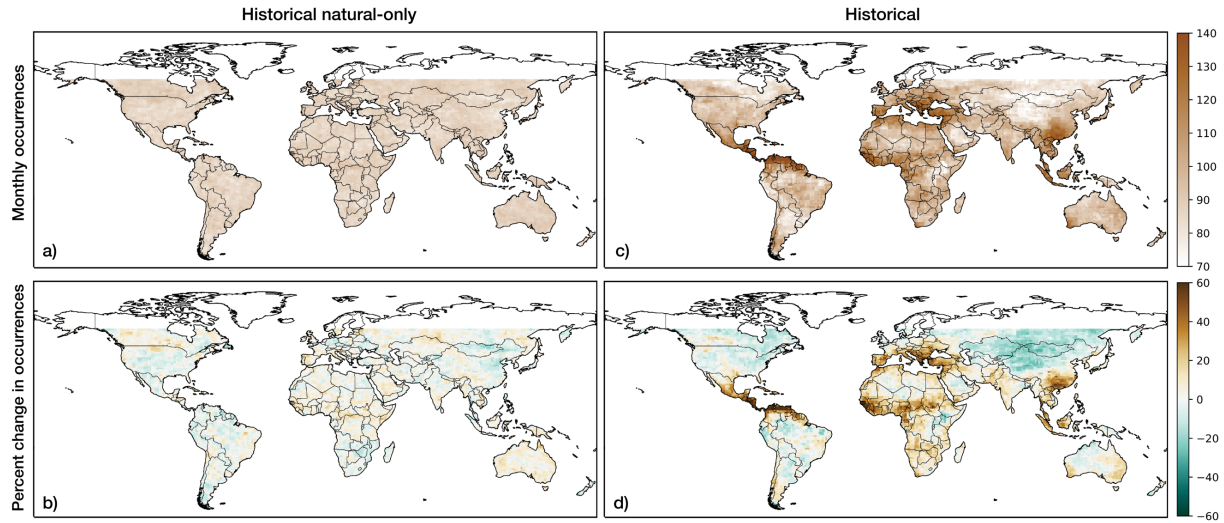 Historical natural-only
Historical
Monthly occurrences
a)
c)
140
130
120
110
100
90
80
70
Percent change in occurrences
b)
d)
60
40
20
0
−20
−40
−60